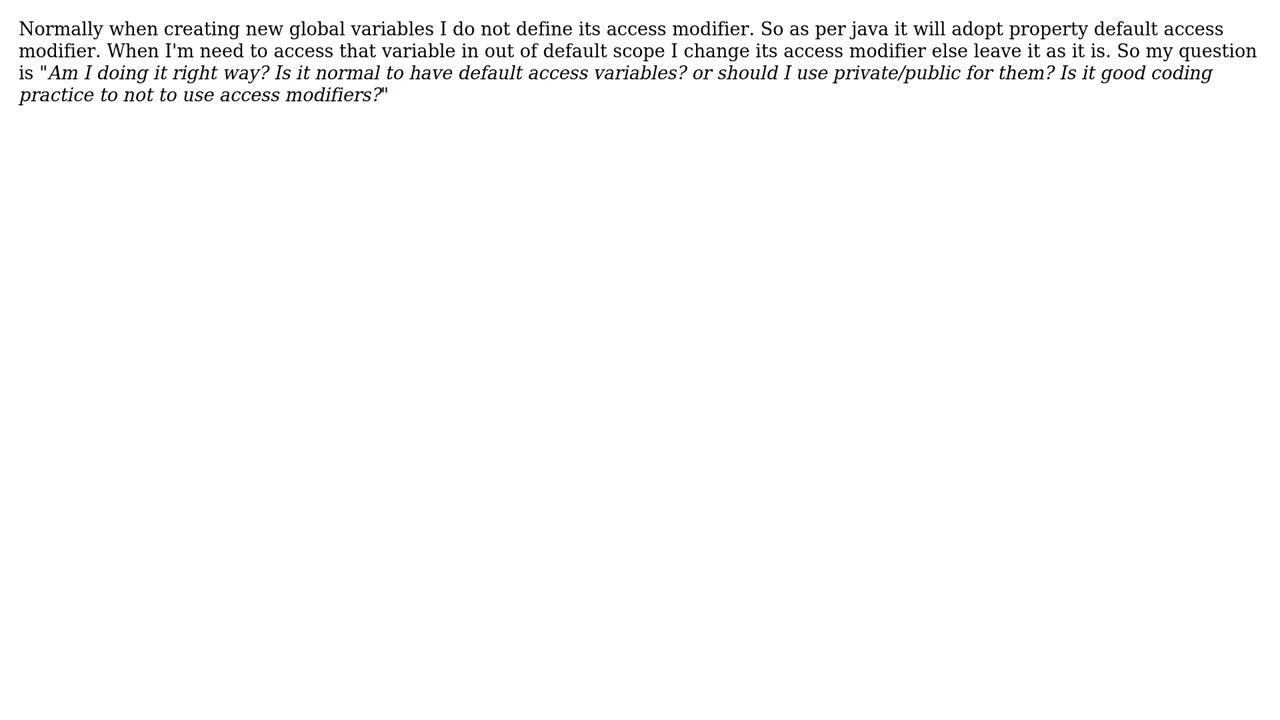 Normally when creating new global variables I do not define its access modifier. So as per java it will adopt property default access
modifier. When I'm need to access that variable in out of default scope I change its access modifier else leave it as it is. So my question
is "Am I doing it right way? Is it normal to have default access variables? or should I use private/public for them? Is it good coding
practice to not to use access modifiers?"